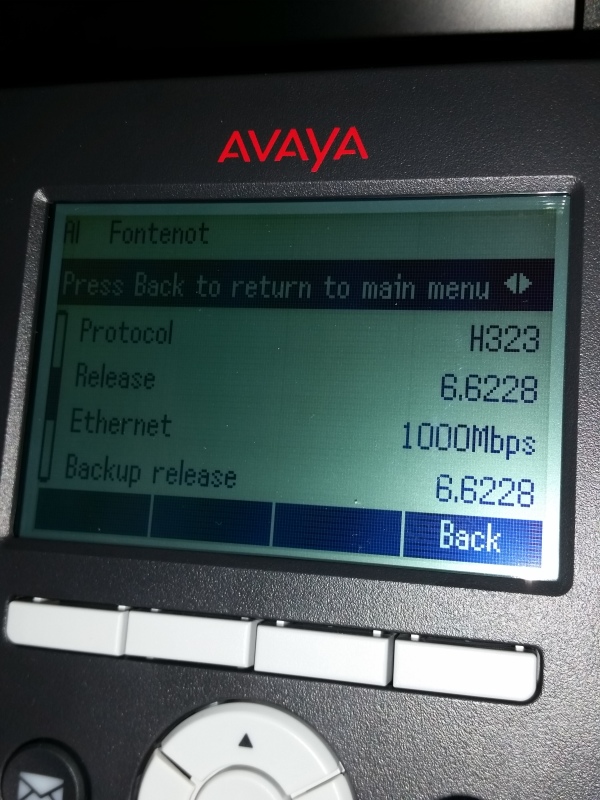 AVAYA
Al Fontenot
Press Back to return to main menu
Protocol H323
Release 6.6228
Ethernet 1000Mbps
Backup release 6.6228
Back